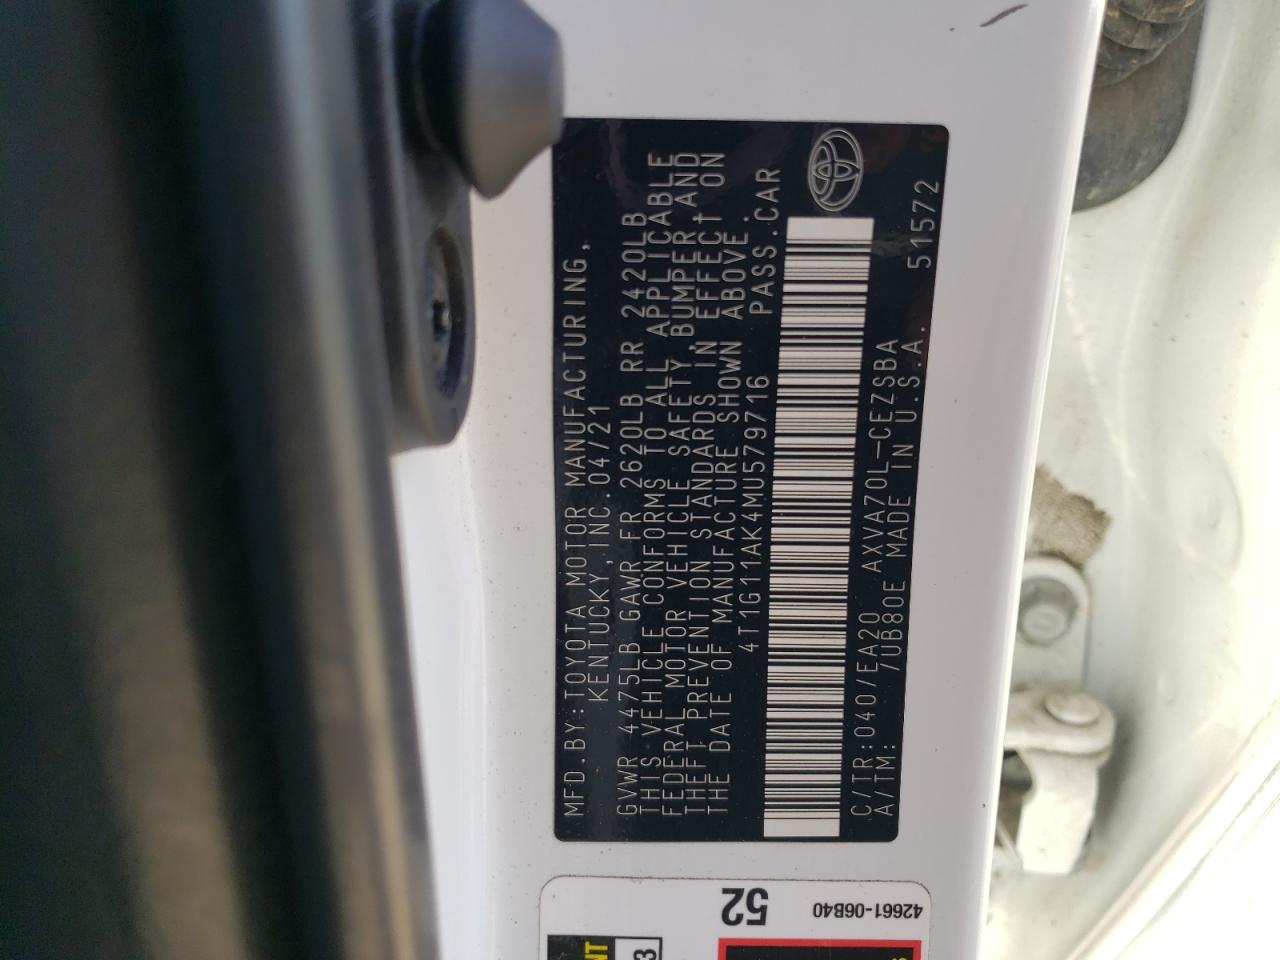 MFD.BY:TOYOTA MOTOR MANUFACTURING,
KENTUCKY,INC.04/21
GVWR 4475LB GAWR FR 2620LB RR 2420LB
THIS VEHICLE CONFORMS TO ALL APPLICABLE
FEDERAL MOTOR VEHICLE SAFETY, BUMPER, AND
THEFT PREVENTION STANDARDS IN EFFECT ON
THE DATE OF MANUFACTURE SHOWN ABOVE.
4T1G11AK4MU579716 PASS.CAR
C/TR:040/EA20 AXVA70L-CEZSBA
A/TM: /UB80E MADE IN U.S.A. 51572
52
42661-06B40